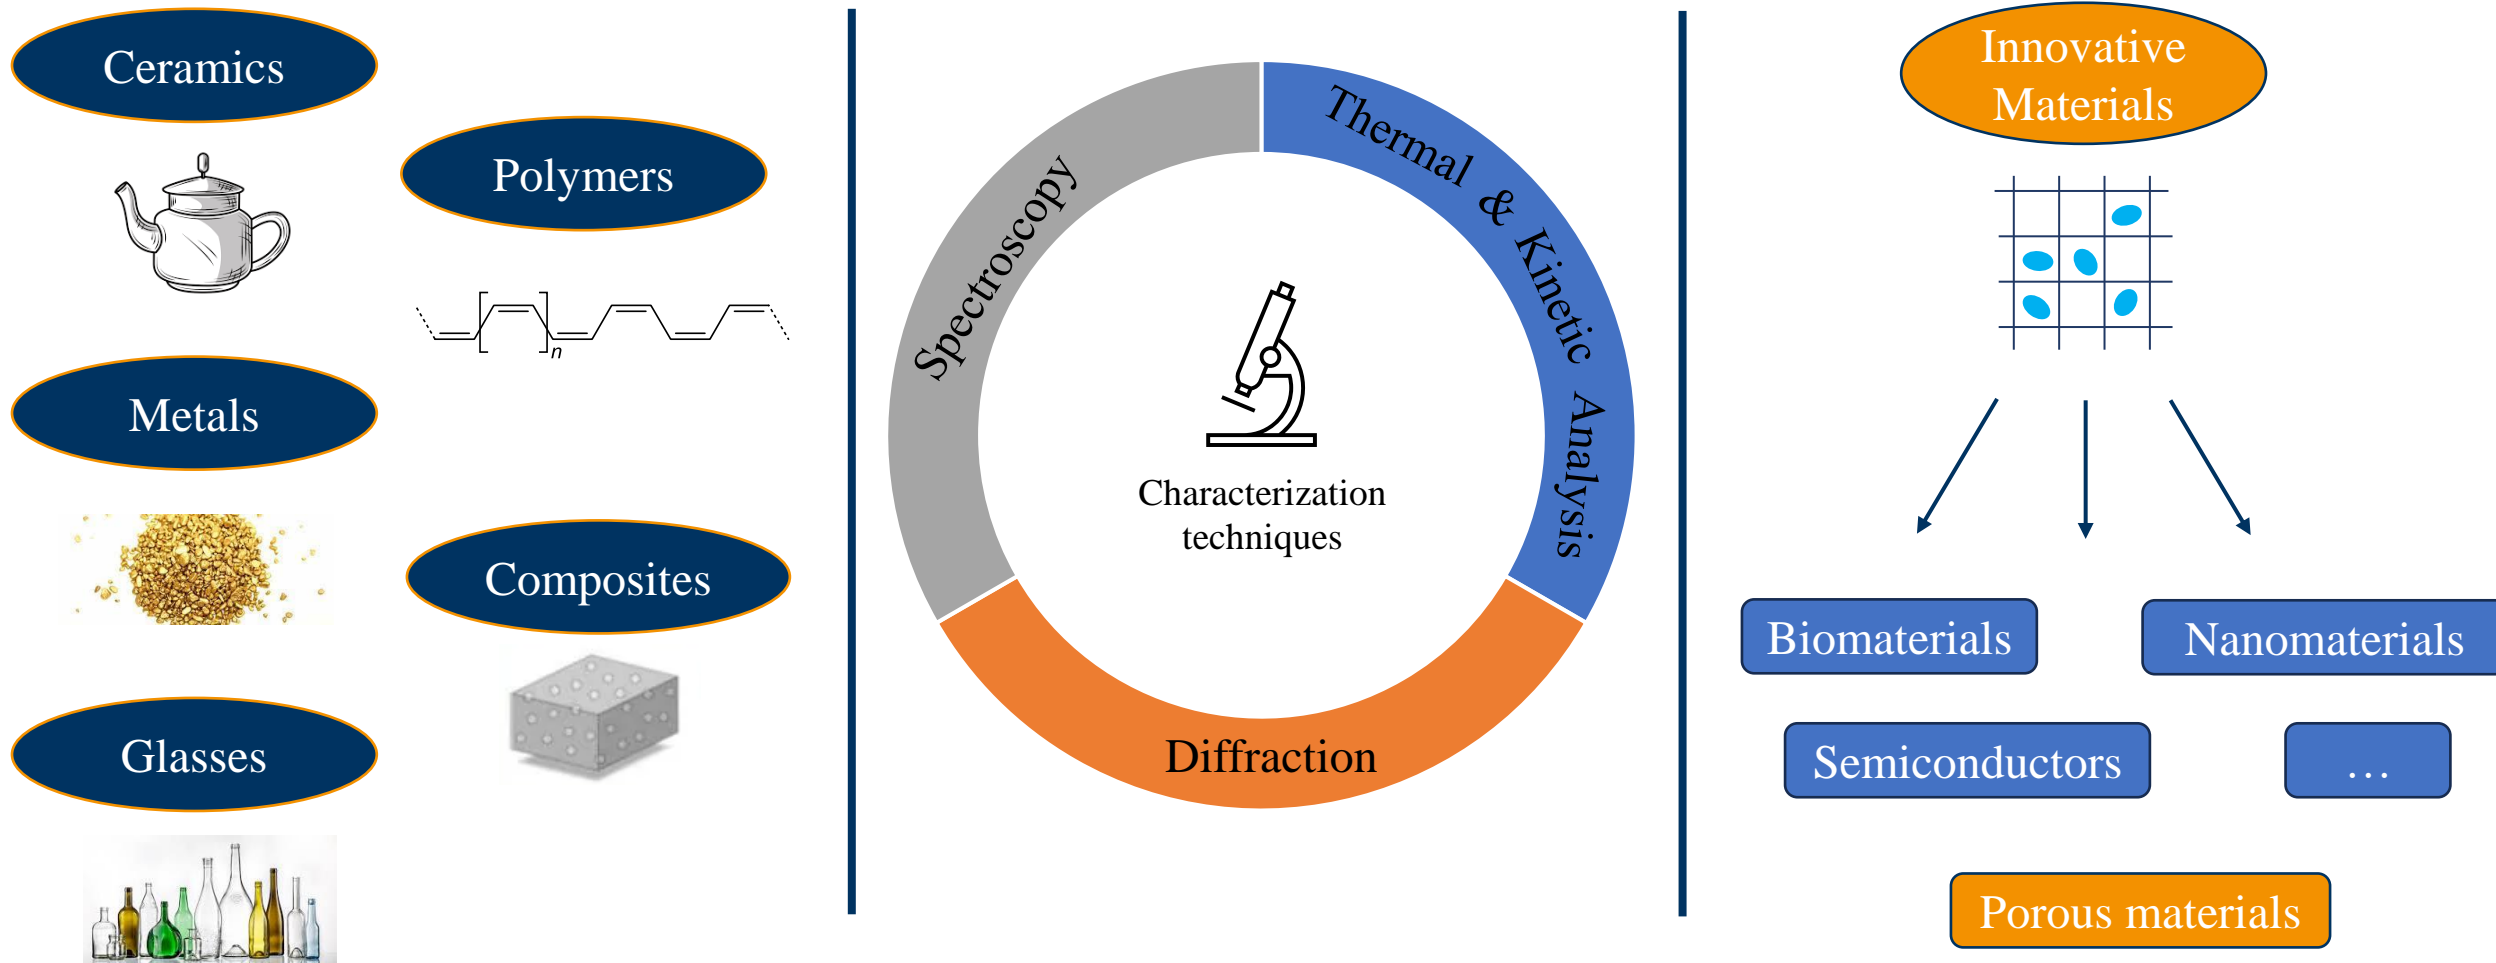 Ceramics
Polymers
n
Metals
Composites
Glasses
Spectroscopy
Thermal & Kinetic Analysis
Characterization
techniques
Diffraction
Innovative
Materials
Biomaterials
Nanomaterials
Semiconductors
…
Porous materials